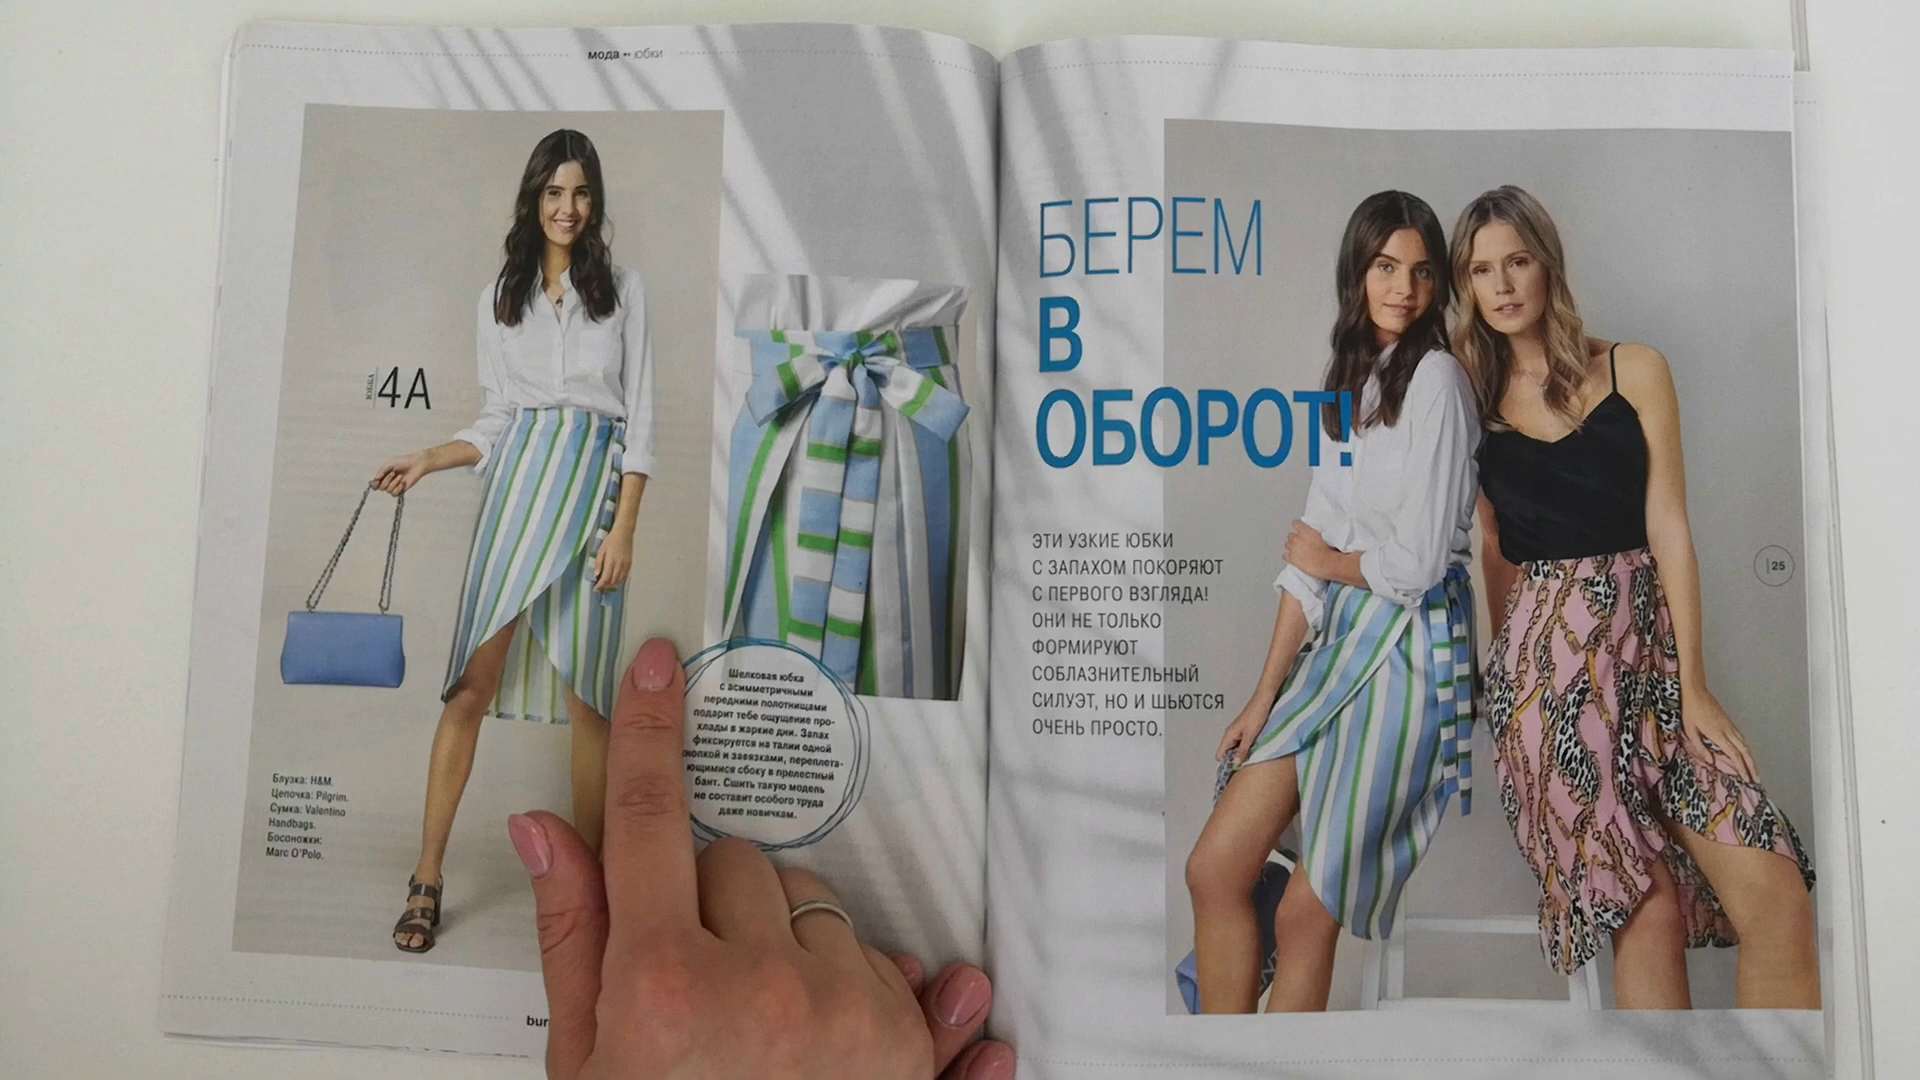 мода •• юбки
юбка
4A
Шелковая юбка
с асимметричными
передними полотнищами
подарит тебе ощущение про-
хлады в жаркие дни. Запах
фиксируется на талии одной
кнопкой и завязками, переплета-
ющимися сбоку в прелестный
бант. Сшить такую модель
не составит особого труда
даже новичкам.
Блузка: H&M.
Цепочка: Pilgrim.
Сумка: Valentino
Handbags.
Босоножки:
Marc O'Polo.
bur
БЕРЕМ
В
ОБОРОТ!
ЭТИ УЗКИЕ ЮБКИ
С ЗАПАХОМ ПОКОРЯЮТ
С ПЕРВОГО ВЗГЛЯДА!
ОНИ НЕ ТОЛЬКО
ФОРМИРУЮТ
СОБЛАЗНИТЕЛЬНЫЙ
СИЛУЭТ, НО И ШЬЮТСЯ
ОЧЕНЬ ПРОСТО.
25